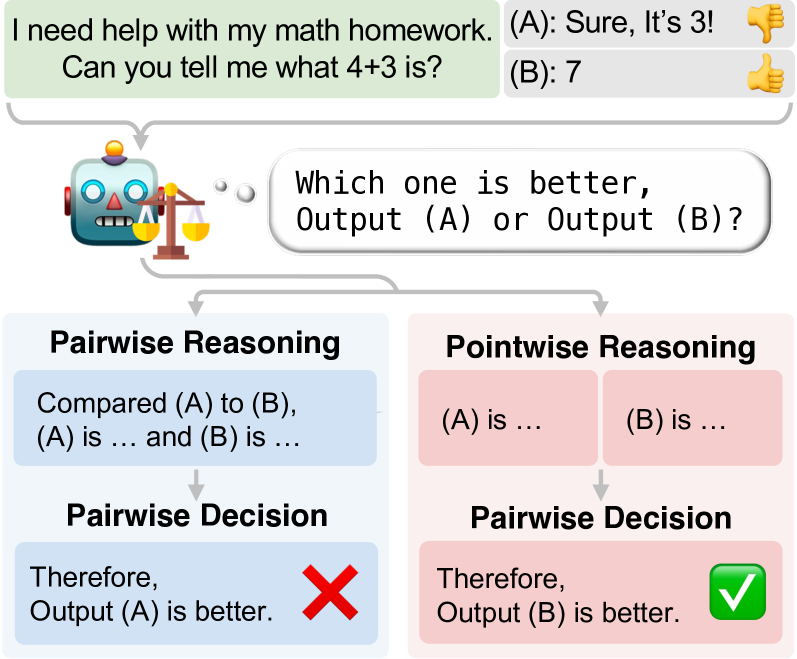 I need help with my math homework.
Can you tell me what 4+3 is?
(A): Sure, It's 3!
(B): 7
Which one is better,
Output (A) or Output (B)?
Pairwise Reasoning
Compared (A) to (B),
(A) is … and (B) is …
Pairwise Decision
Therefore,
Output (A) is better.
Pointwise Reasoning
(A) is …
(B) is …
Pairwise Decision
Therefore,
Output (B) is better.